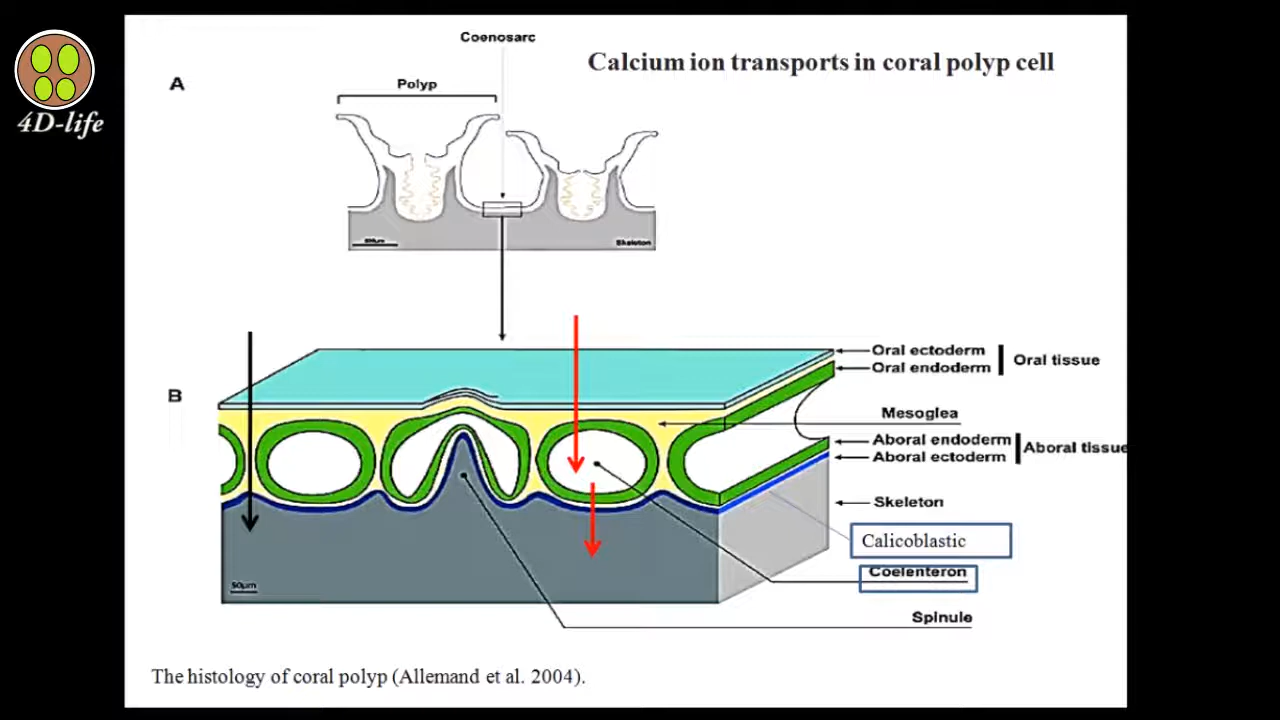 Coenosarc
Calcium ion transports in coral polyp cell
A
Polyp
4D-life
Skeleton
Oral ectoderm
Oral endoderm
Oral tissue
B
Mesoglea
Aboral endoderm
Aboral ectoderm
Aboral tissue
Skeleton
Calicoblastic
Coelenteron
50µm
Spinule
The histology of coral polyp (Allemand et al. 2004).